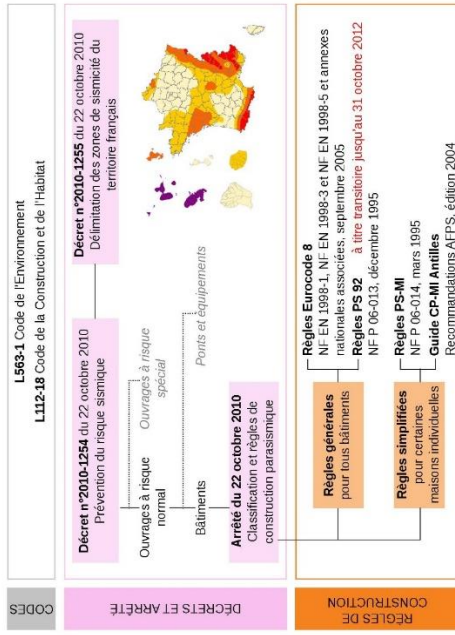 CODES
L563-1 Code de l'Environnement
L112-18 Code de la Construction et de l'Habitat
DÉCRETS ET ARRÊTÉ
Décret n°2010-1254 du 22 octobre 2010
Prévention du risque sismique
Décret n°2010-1255 du 22 octobre 2010
Délimitation des zones de sismicité du
territoire français
Ouvrages à risque
normal
Ouvrages à risque
spécial
Bâtiments
Ponts et équipements
Arrêté du 22 octobre 2010
Classification et règles de
construction parasismique
RÈGLES DE
CONSTRUCTION
Règles générales
pour tous bâtiments
Règles Eurocode 8
NF EN 1998-1, NF EN 1998-3 et NF EN 1998-5 et annexes
nationales associées, septembre 2005
Règles PS 92 à titre transitoire jusqu'au 31 octobre 2012
NF P 06-013, décembre 1995
Règles simplifiées
pour certaines
maisons individuelles
Règles PS-MI
NF P 06-014, mars 1995
Guide CP-MI Antilles
Recommandations AFPS, édition 2004